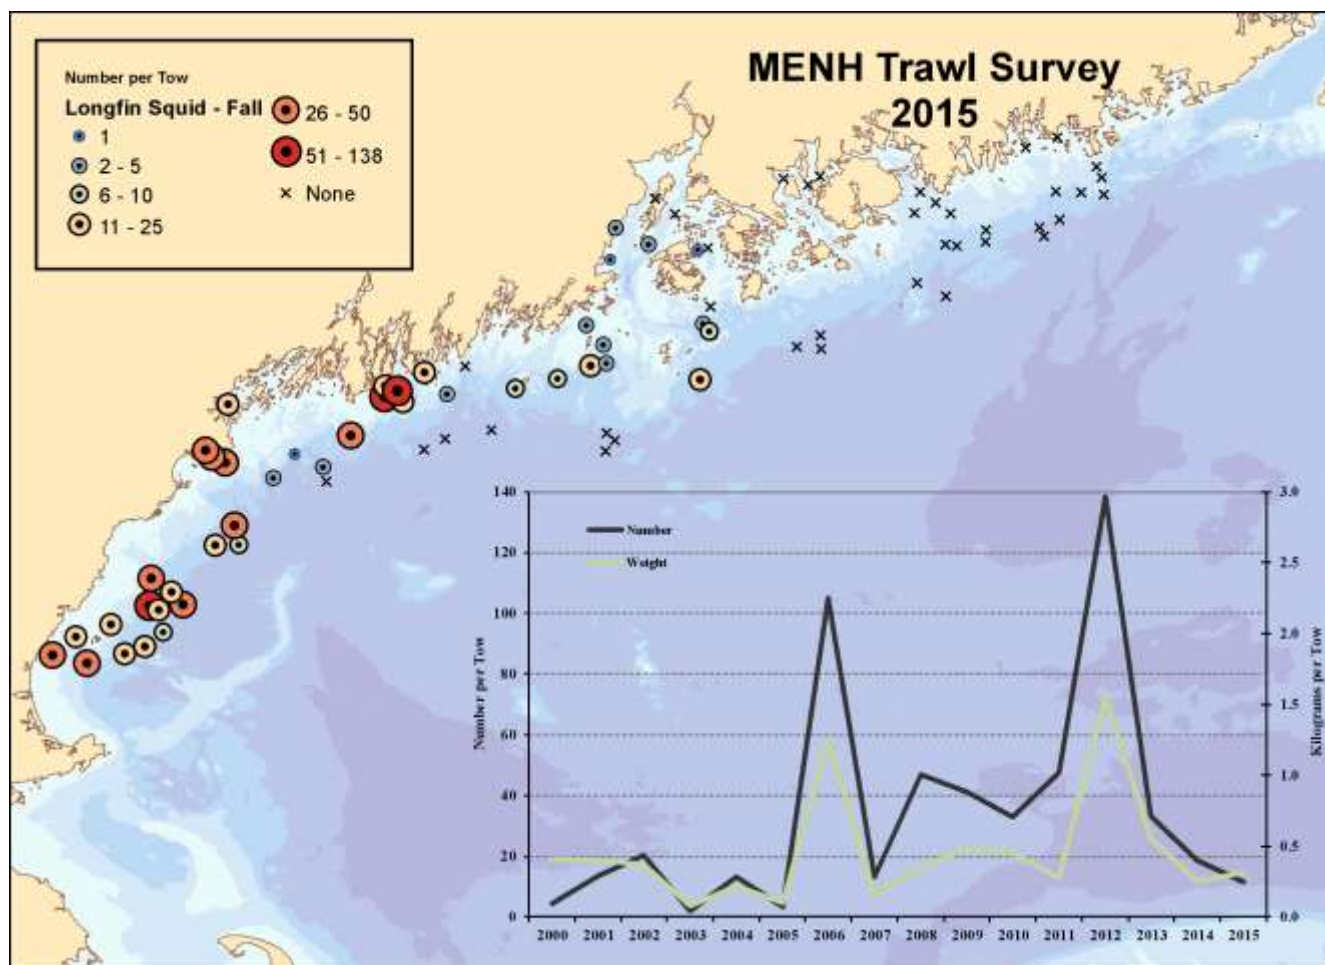 MENH Trawl Survey
2015
Number per Tow
Longfin Squid - Fall
1
2 - 5
6 - 10
11 - 25
26 - 50
51 - 138
None
Number
Weight
Number per Tow
140
120
100
80
60
40
20
0
Kilograms per Tow
3.0
2.5
2.0
1.5
1.0
0.5
0.0
2000 2001 2002 2003 2004 2005 2006 2007 2008 2009 2010 2011 2012 2013 2014 2015